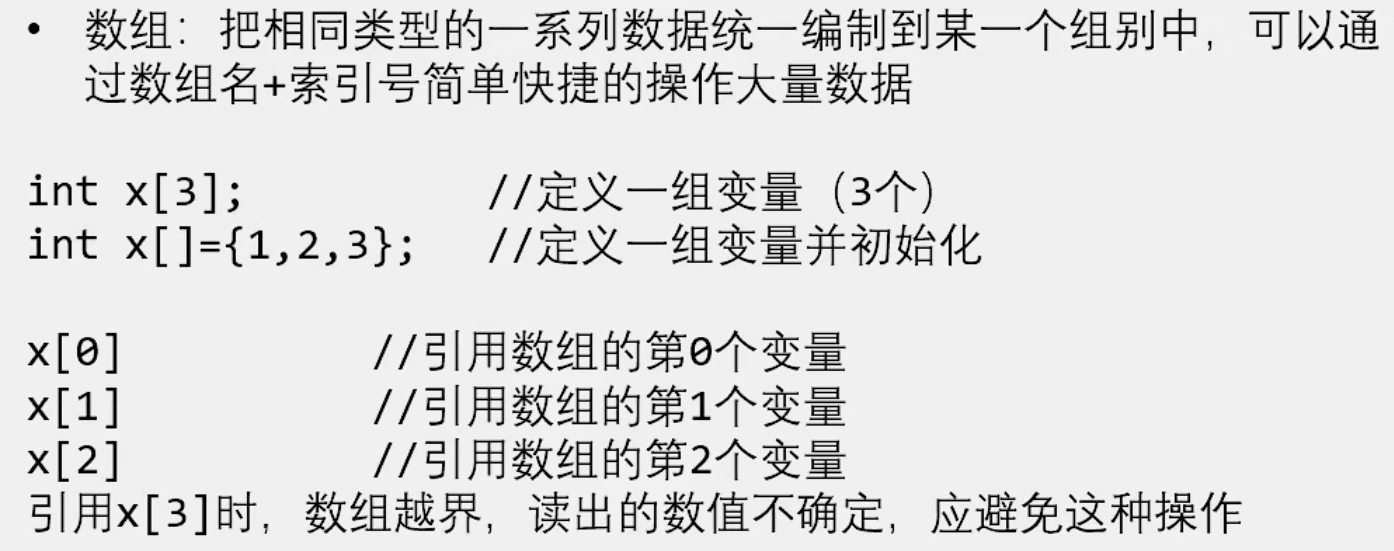 • 数组：把相同类型的一系列数据统一编制到某一个组别中，可以通
过数组名+索引号简单快捷的操作大量数据
int x[3];           //定义一组变量（3个）
int x[]={1,2,3};   //定义一组变量并初始化
x[0]           //引用数组的第0个变量
x[1]           //引用数组的第1个变量
x[2]           //引用数组的第2个变量
引用x[3]时，数组越界，读出的数值不确定，应避免这种操作